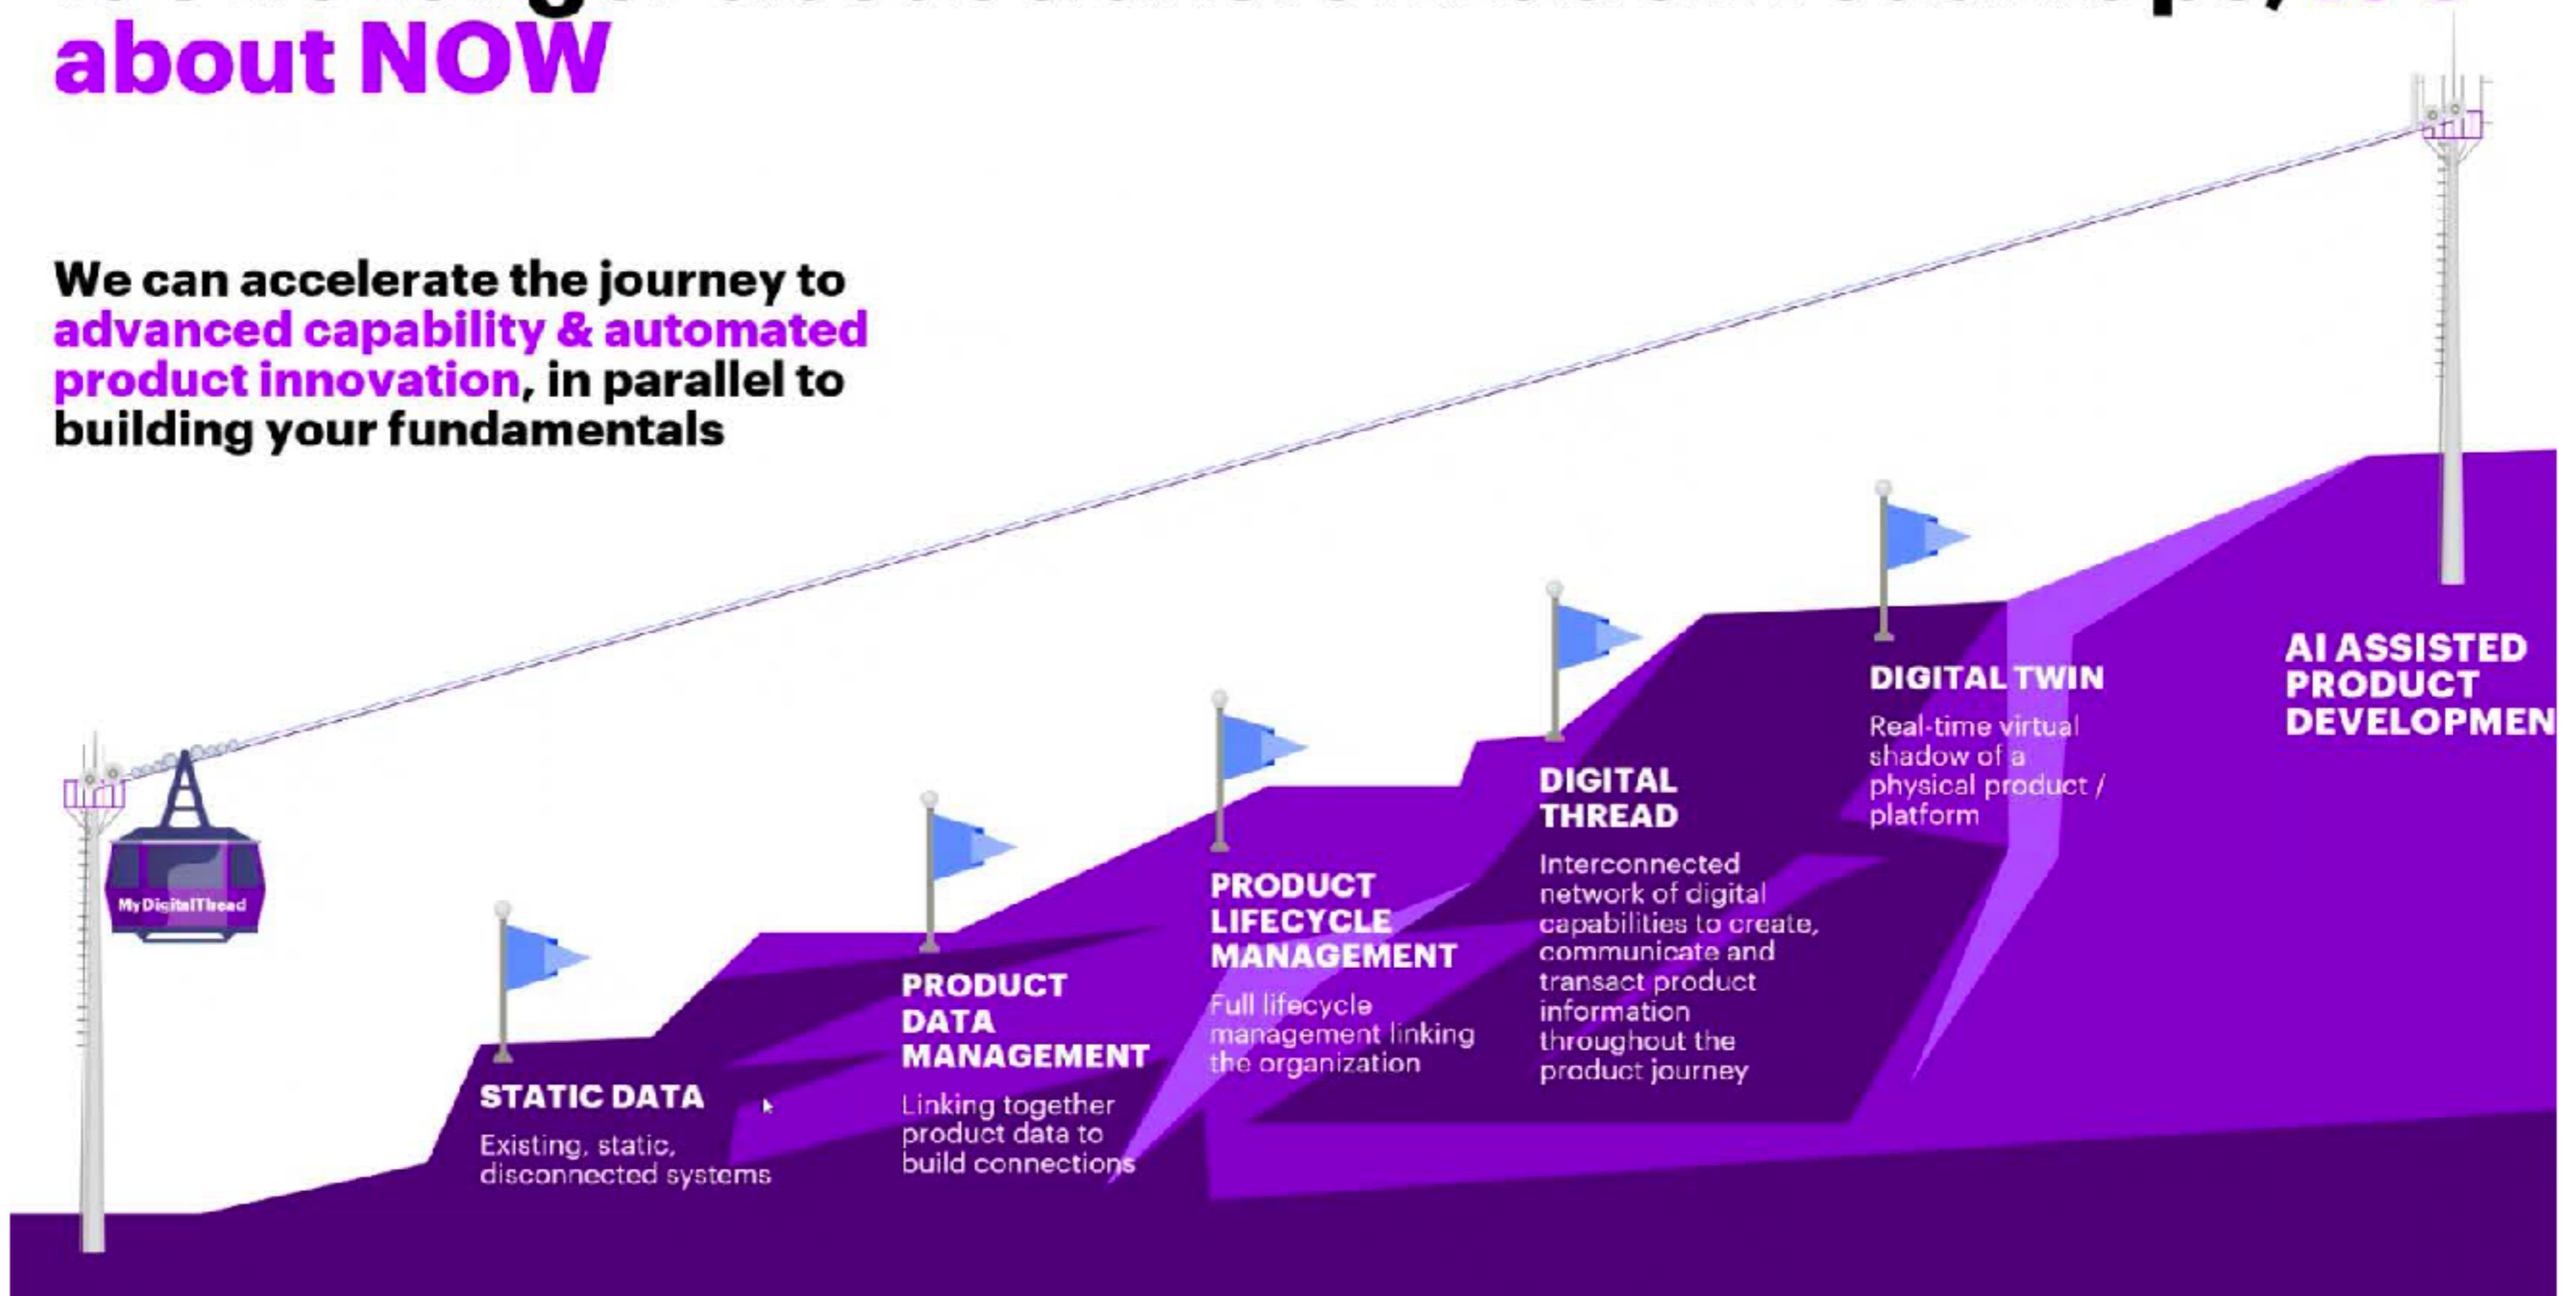 about NOW
We can accelerate the journey to
advanced capability & automated
product innovation, in parallel to
building your fundamentals
MyDigitalThread
STATIC DATA
Existing, static,
disconnected systems
PRODUCT
DATA
MANAGEMENT
Linking together
product data to
build connections
PRODUCT
LIFECYCLE
MANAGEMENT
Full lifecycle
management linking
the organization
DIGITAL
THREAD
Interconnected
network of digital
capabilities to create,
communicate and
transact product
information
throughout the
product journey
DIGITAL TWIN
Real-time virtual
shadow of a
physical product /
platform
AI ASSISTED
PRODUCT
DEVELOPMEN